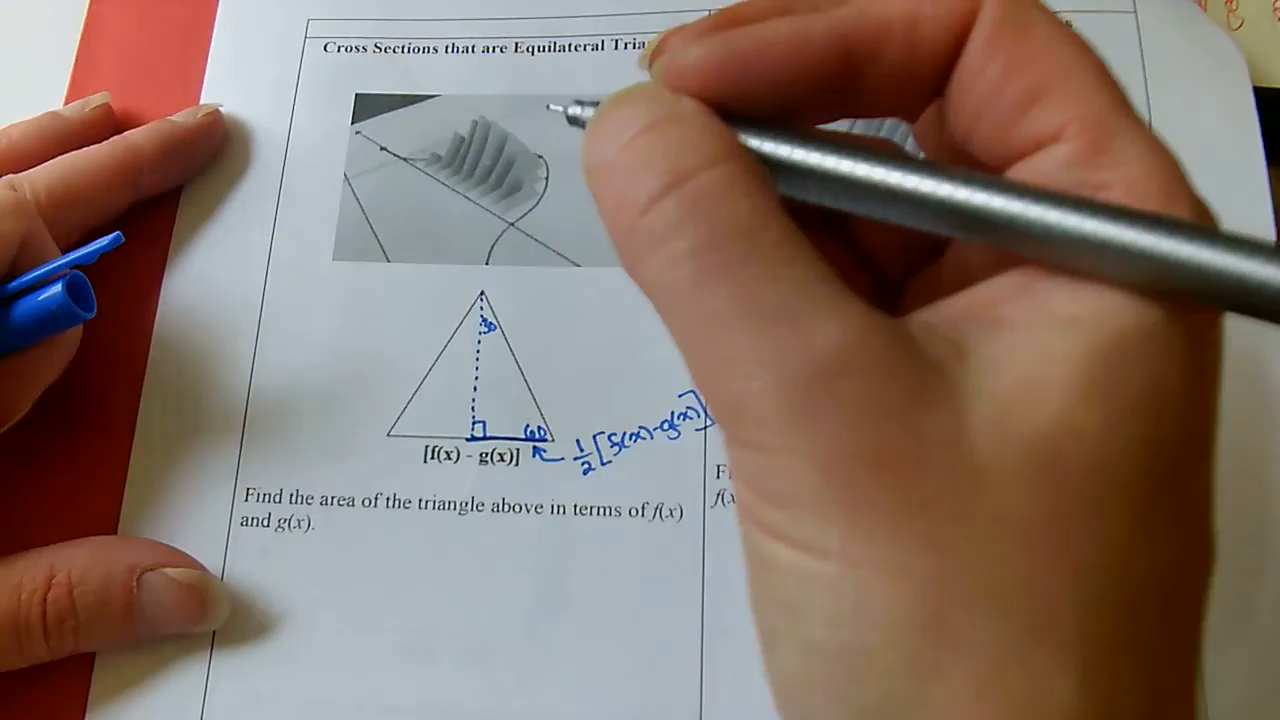 Cross Sections that are Equilateral
30
60
[f(x) - g(x)]
1/2 [f(x)-g(x)]
Find the area of the triangle above in terms of f(x)
and g(x).